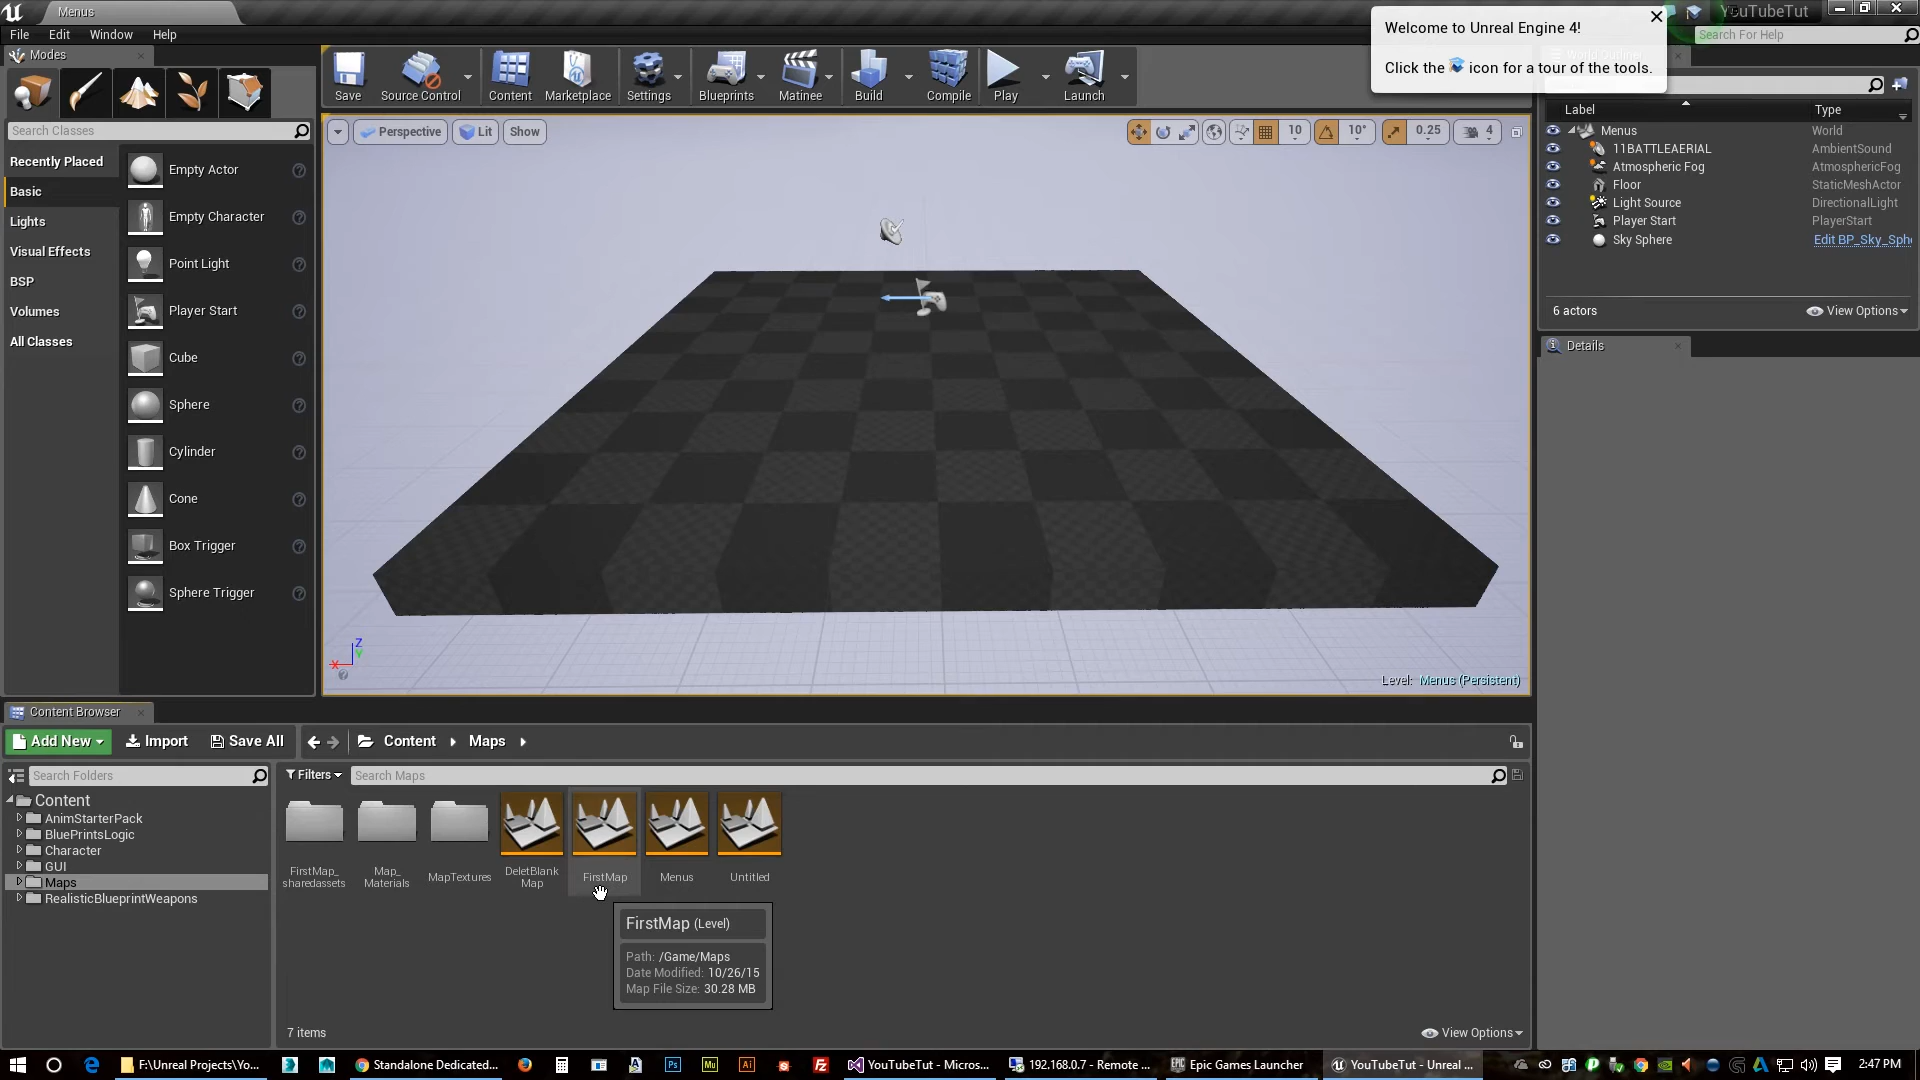 Menus
YouTubeTut
File Edit Window Help
Search For Help
Welcome to Unreal Engine 4!
Click the icon for a tour of the tools.
Modes
Search Classes
Recently Placed
Basic
Lights
Visual Effects
BSP
Volumes
All Classes
Empty Actor
Empty Character
Point Light
Player Start
Cube
Sphere
Cylinder
Cone
Box Trigger
Sphere Trigger
Save Source Control Content Marketplace Settings Blueprints Matinee Build Compile Play Launch
Perspective Lit Show
10 10° 0.25 4
X Z Y
Level: Menus (Persistent)
Label Type
Menus World
11BATTLEAERIAL AmbientSound
Atmospheric Fog AtmosphericFog
Floor StaticMeshActor
Light Source DirectionalLight
Player Start PlayerStart
Sky Sphere Edit BP_Sky_Sph
6 actors View Options
Details
Content Browser
Add New Import Save All Content Maps
Search Folders
Content
AnimStarterPack
BluePrintsLogic
Character
GUI
Maps
RealisticBlueprintWeapons
Filters Search Maps
FirstMap_
sharedassets
Map_
Materials
MapTextures
DeletBlank
Map
FirstMap
Menus
Untitled
FirstMap (Level)
Path: /Game/Maps
Date Modified: 10/26/15
Map File Size: 30.28 MB
7 items View Options
F:\Unreal Projects\Yo... Standalone Dedicated... Ps Mu Ai YouTubeTut - Micros... 192.168.0.7 - Remote ... Epic Games Launcher YouTubeTut - Unreal ... 2:47 PM